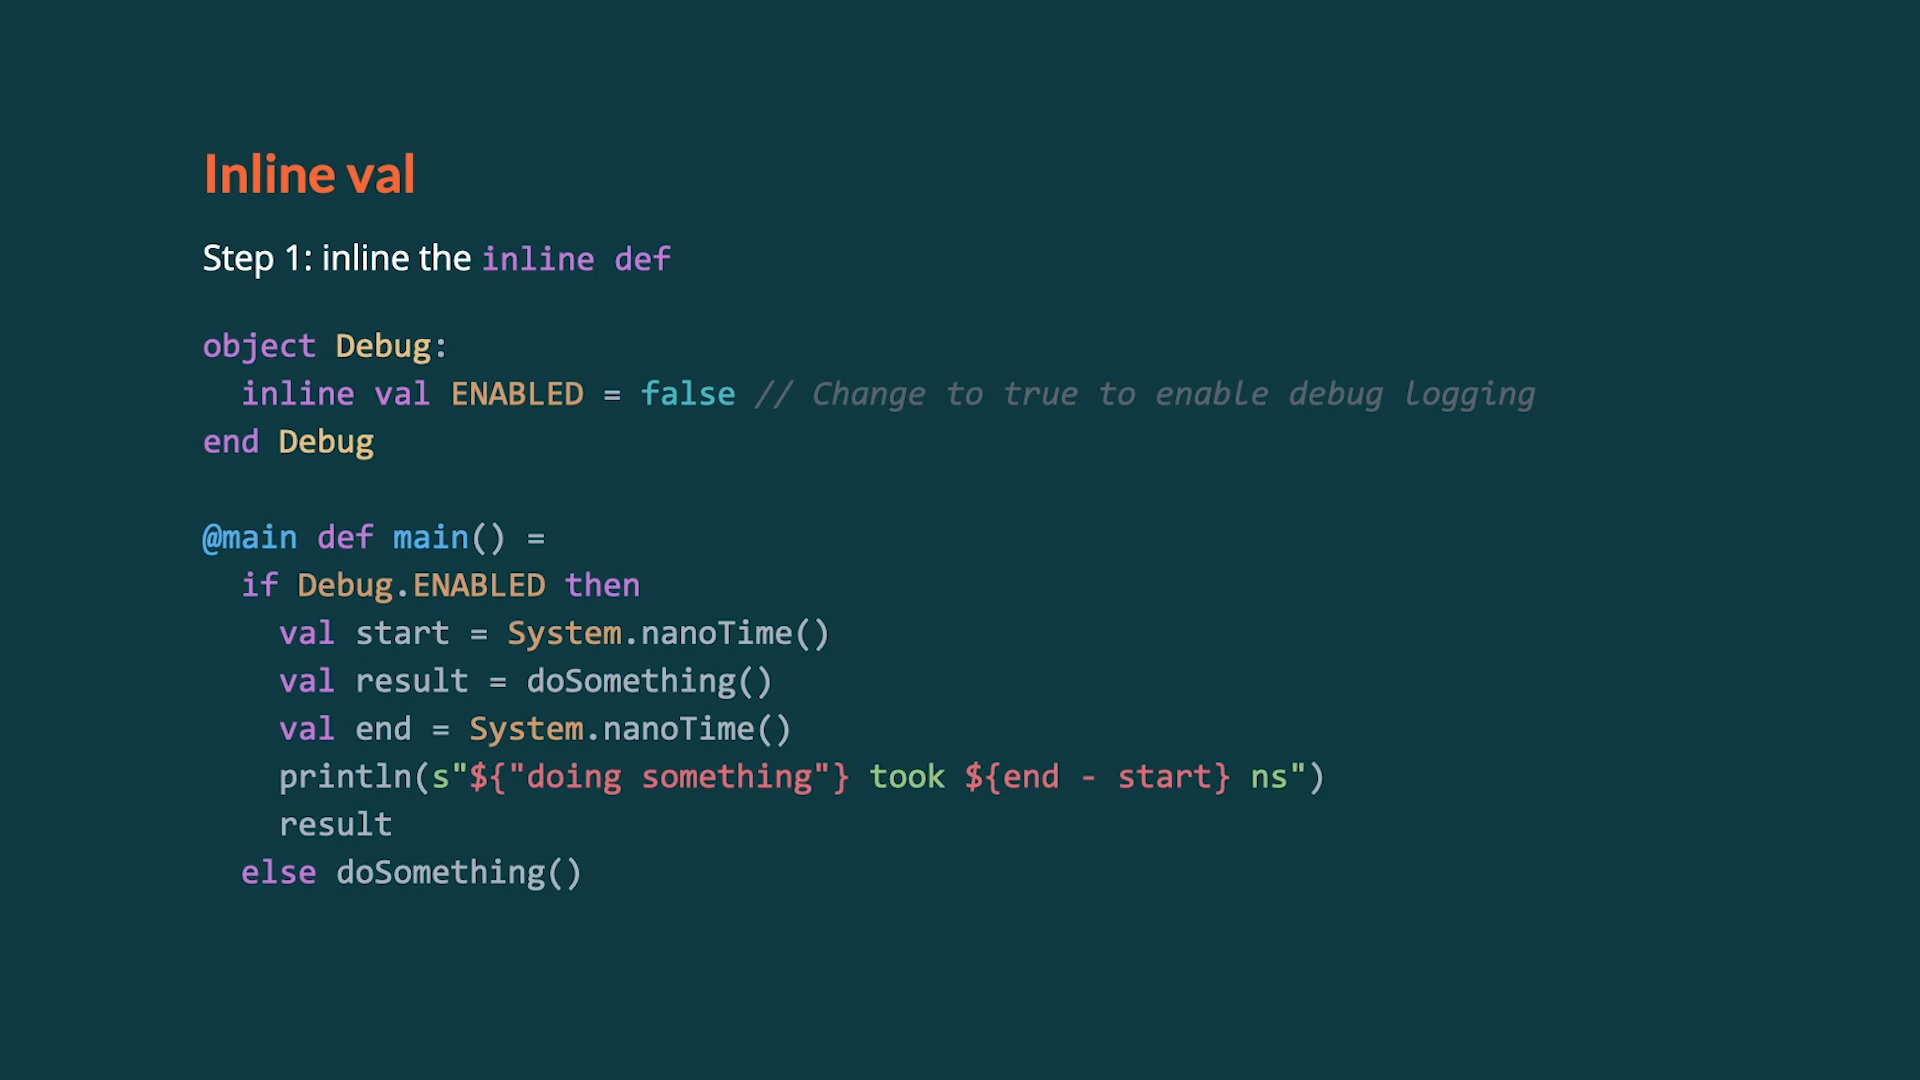 Inline val
Step 1: inline the inline def
object Debug:
  inline val ENABLED = false // Change to true to enable debug logging
end Debug
@main def main() =
  if Debug.ENABLED then
    val start = System.nanoTime()
    val result = doSomething()
    val end = System.nanoTime()
    println(s"${"doing something"} took ${end - start} ns")
    result
  else doSomething()